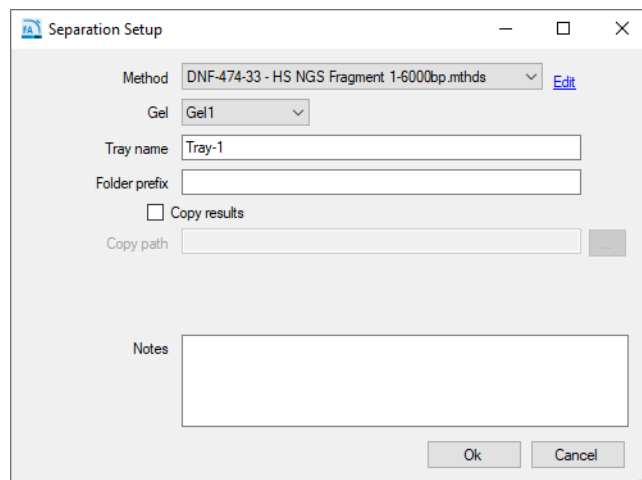 FA Separation Setup
Method DNF-474-33 - HS NGS Fragment 1-6000bp.mthds Edit
Gel Gel1
Tray name Tray-1
Folder prefix
Copy results
Copy path ...
Notes
Ok Cancel